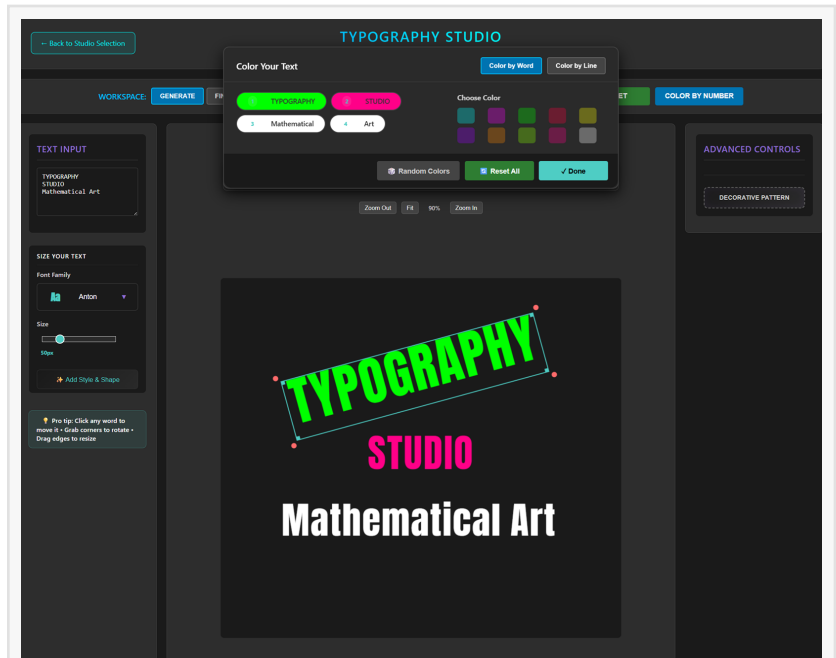 ← Back to Studio Selection
TYPOGRAPHY STUDIO
Color Your Text
Color by Word
Color by Line
1 TYPOGRAPHY
2 STUDIO
3 Mathematical
4 Art
Choose Color
Random Colors
Reset All
✓ Done
WORKSPACE:
GENERATE
COLOR BY NUMBER
TEXT INPUT
TYPOGRAPHY
STUDIO
Mathematical Art
SIZE YOUR TEXT
Font Family
Aa Anton ▼
Size
50px
✨ Add Style & Shape
💡 Pro tip: Click any word to
move it • Grab corners to rotate •
Drag edges to resize
Zoom Out
Fit
90%
Zoom In
TYPOGRAPHY
STUDIO
Mathematical Art
ADVANCED CONTROLS
DECORATIVE PATTERN